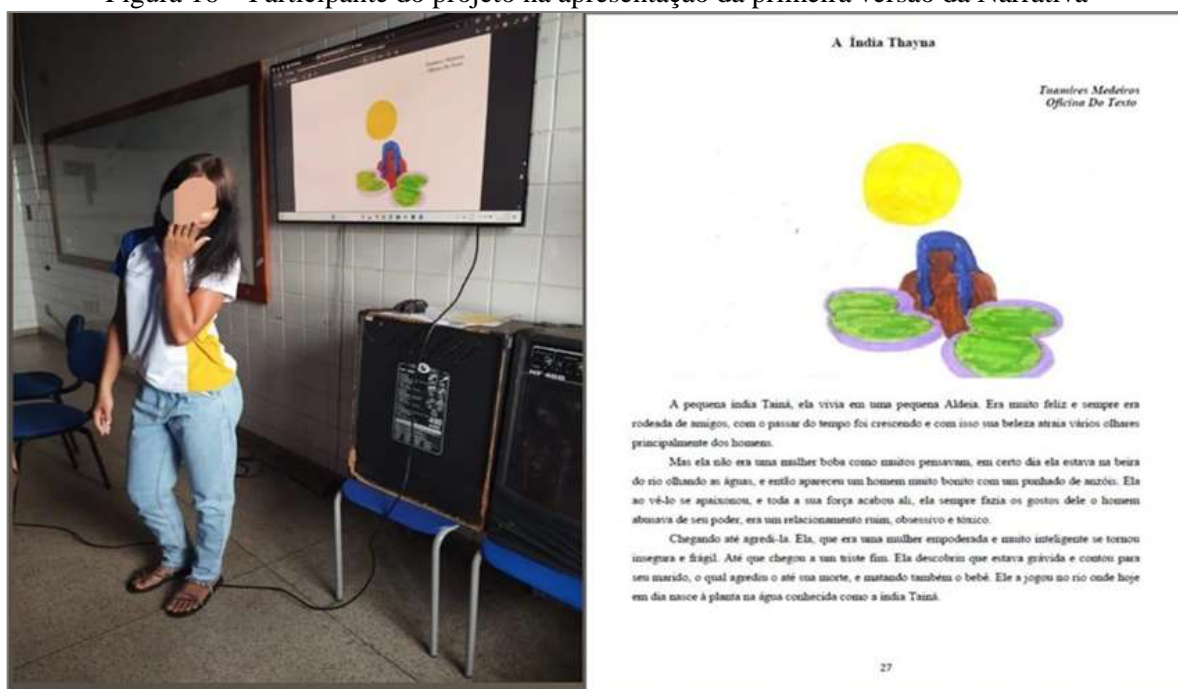 Figura 16 – Participante do projeto na apresentação da primeira versão da Narrativa
A Índia Thayna
Tuamires Medeiros
Oficina Do Texto
A pequena índia Tainá, ela vivia em uma pequena Aldeia. Era muito feliz e sempre era
rodeada de amigos, com o passar do tempo foi crescendo e com isso sua beleza atraia vários olhares
principalmente dos homens.
Mas ela não era uma mulher boba como muitos pensavam, em certo dia ela estava na beira
do rio olhando as águas, e então apareceu um homem muito bonito com um punhado de anzóis. Ela
ao vê-lo se apaixonou, e toda a sua força acabou ali, ela sempre fazia os gostos dele o homem
abusava de seu poder, era um relacionamento ruim, obsessivo e tóxico.
Chegando até agredi-la. Ela, que era uma mulher empoderada e muito inteligente se tornou
insegura e frágil. Até que chegou a um triste fim. Ela descobriu que estava grávida e contou para
seu marido, o qual agrediu o até sua morte, e matando também o bebê. Ele a jogou no rio onde hoje
em dia nasce à planta na água conhecida como a índia Tainá.
27